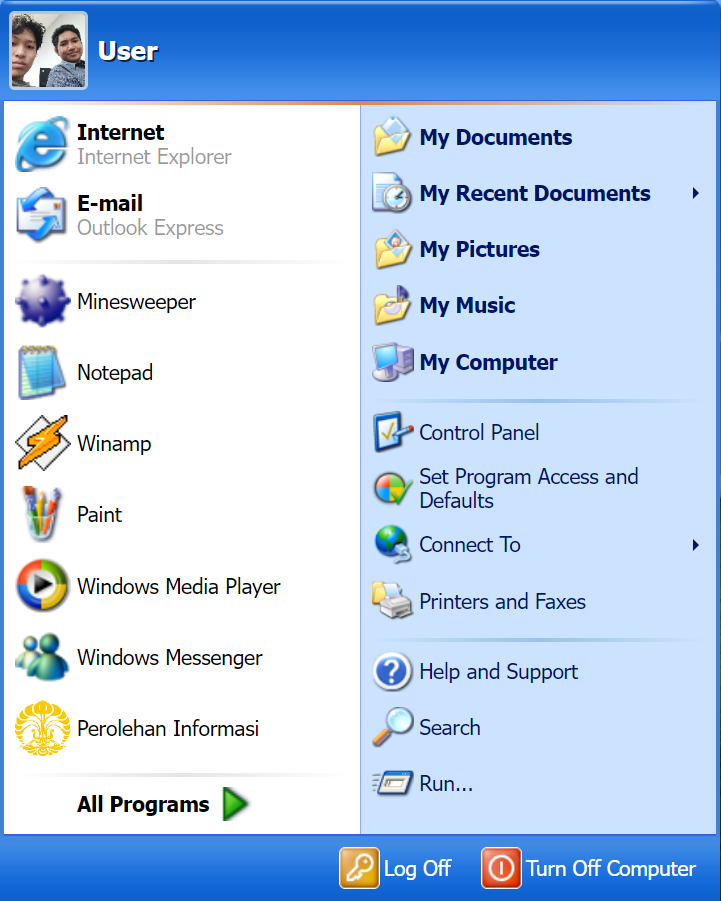 User
Internet
Internet Explorer
E-mail
Outlook Express
Minesweeper
Notepad
Winamp
Paint
Windows Media Player
Windows Messenger
Perolehan Informasi
All Programs
My Documents
My Recent Documents
My Pictures
My Music
My Computer
Control Panel
Set Program Access and
Defaults
Connect To
Printers and Faxes
Help and Support
Search
Run...
Log Off
Turn Off Computer